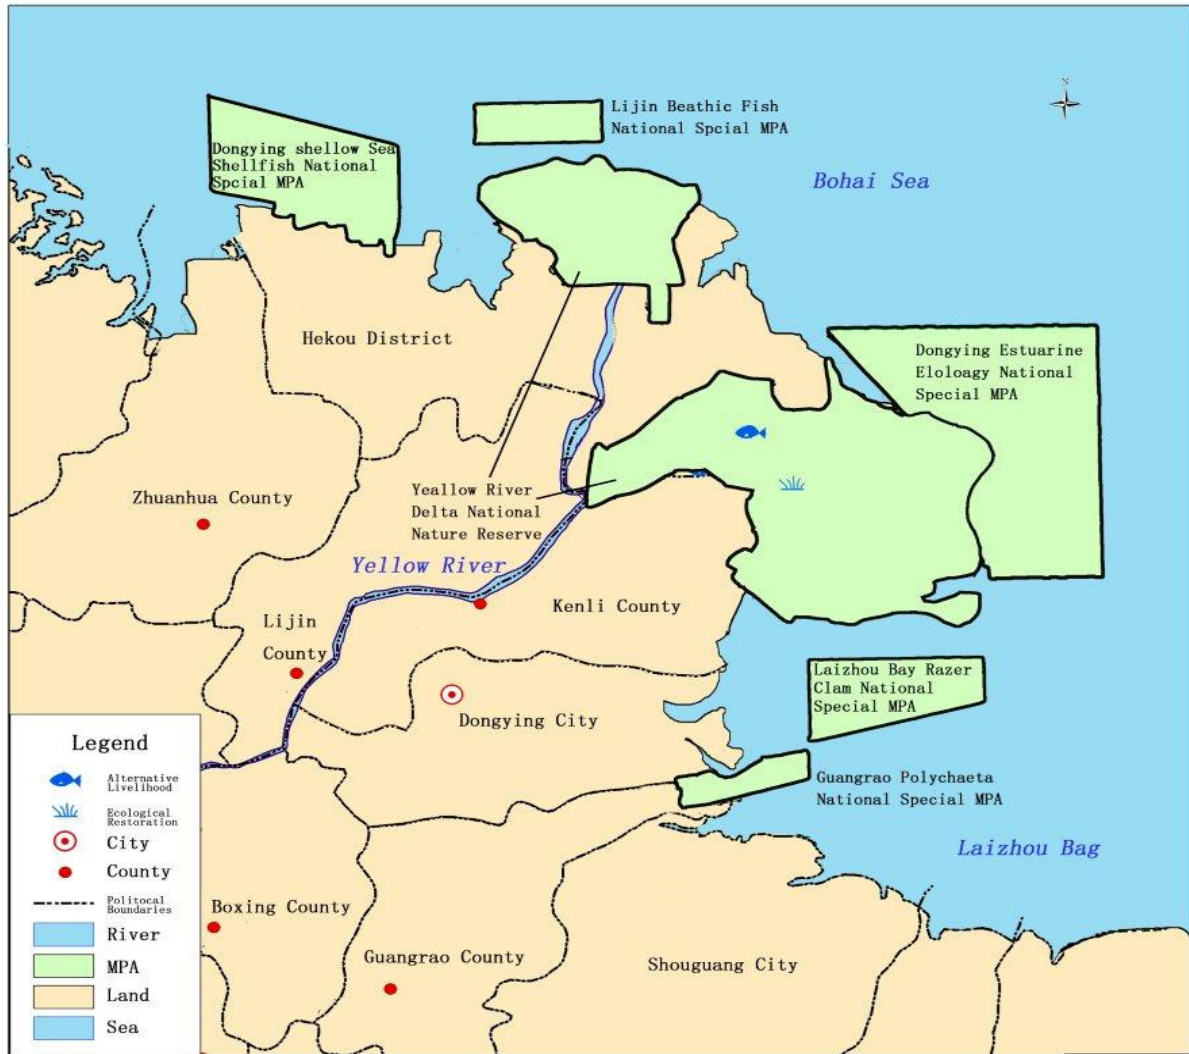 N
Lijin Beathic Fish
National Spcial MPA
Dongying shellow Sea
Shellfish National
Spcial MPA
Bohai Sea
Hekou District
Dongying Estuarine
Eloloagy National
Special MPA
Zhuanhua County
Yeallow River
Delta National
Nature Reserve
Yellow River
Kenli County
Lijin
County
Laizhou Bay Razer
Clam National
Special MPA
Dongying City
Guangrao Polychaeta
National Special MPA
Laizhou Bag
Legend
Alternative
Livelihood
Ecological
Restoration
City
County
Politocal
Boundaries
River
MPA
Land
Sea
Boxing County
Guangrao County
Shouguang City